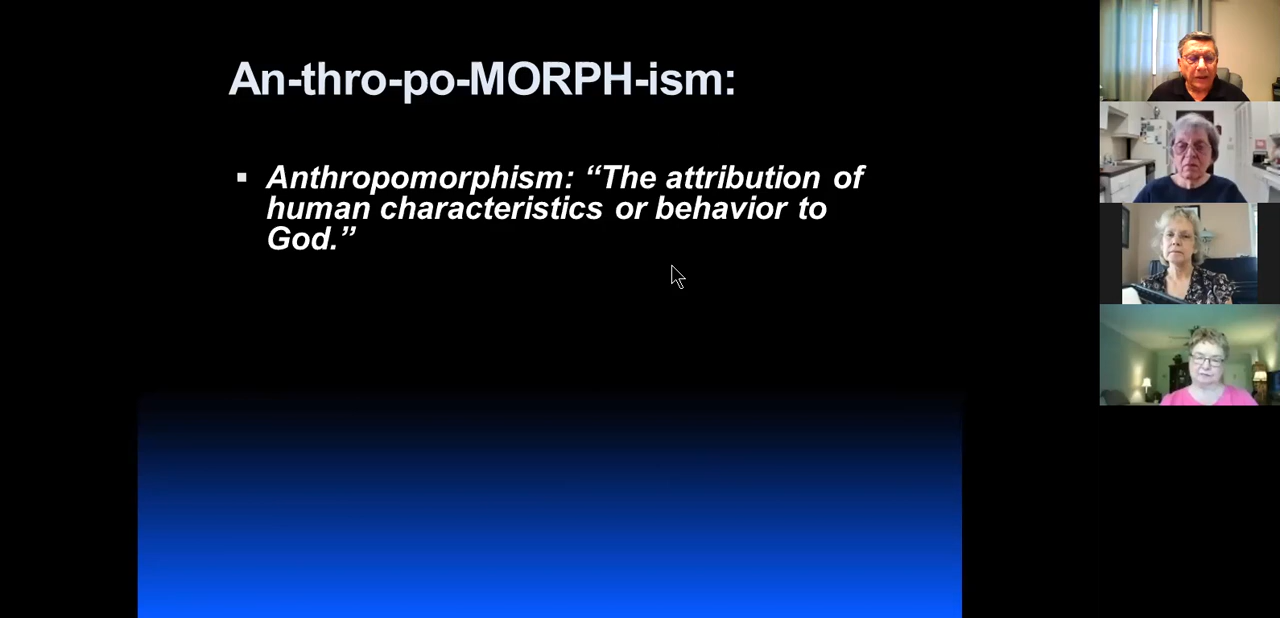 An-thro-po-MORPH-ism:
▪ Anthropomorphism: “The attribution of
human characteristics or behavior to
God.”